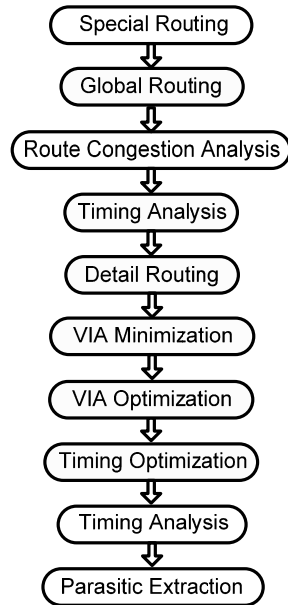 Special Routing
Global Routing
Route Congestion Analysis
Timing Analysis
Detail Routing
VIA Minimization
VIA Optimization
Timing Optimization
Timing Analysis
Parasitic Extraction